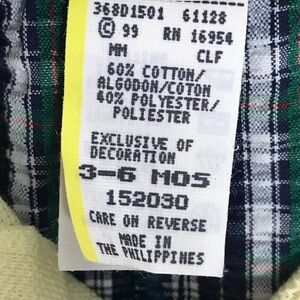 368D1501 61128
© 99 RN 16954
MM CLF
60% COTTON/
ALGODON/COTON
40% POLYESTER/
POLIESTER
EXCLUSIVE OF
DECORATION
3-6 MOS
152030
CARE ON REVERSE
MADE IN
THE PHILIPPINES